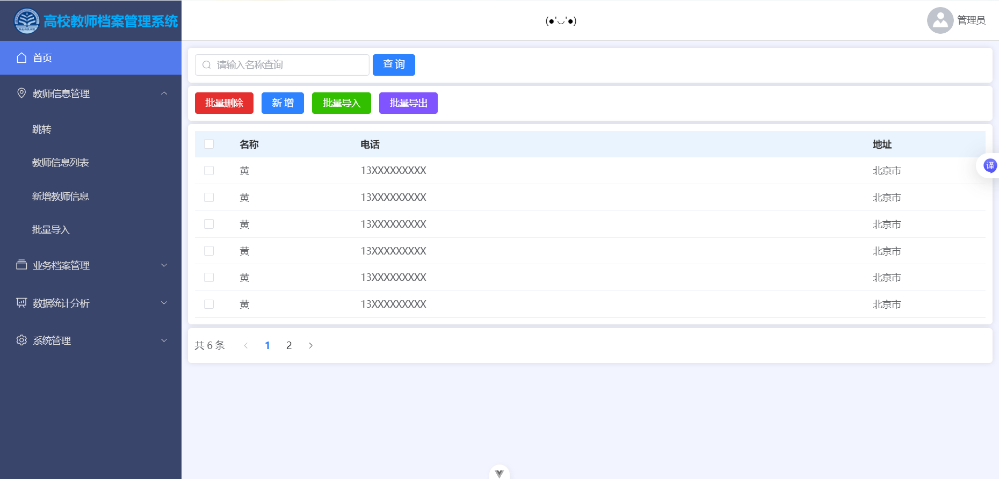 高校教师档案管理系统
(●'◡'●)
管理员
首页
教师信息管理
跳转
教师信息列表
新增教师信息
批量导入
业务档案管理
数据统计分析
系统管理
请输入名称查询
查 询
批量删除 新 增 批量导入 批量导出
名称 电话 地址
黄 13XXXXXXXXX 北京市
黄 13XXXXXXXXX 北京市
黄 13XXXXXXXXX 北京市
黄 13XXXXXXXXX 北京市
黄 13XXXXXXXXX 北京市
黄 13XXXXXXXXX 北京市
译
共 6 条 1 2